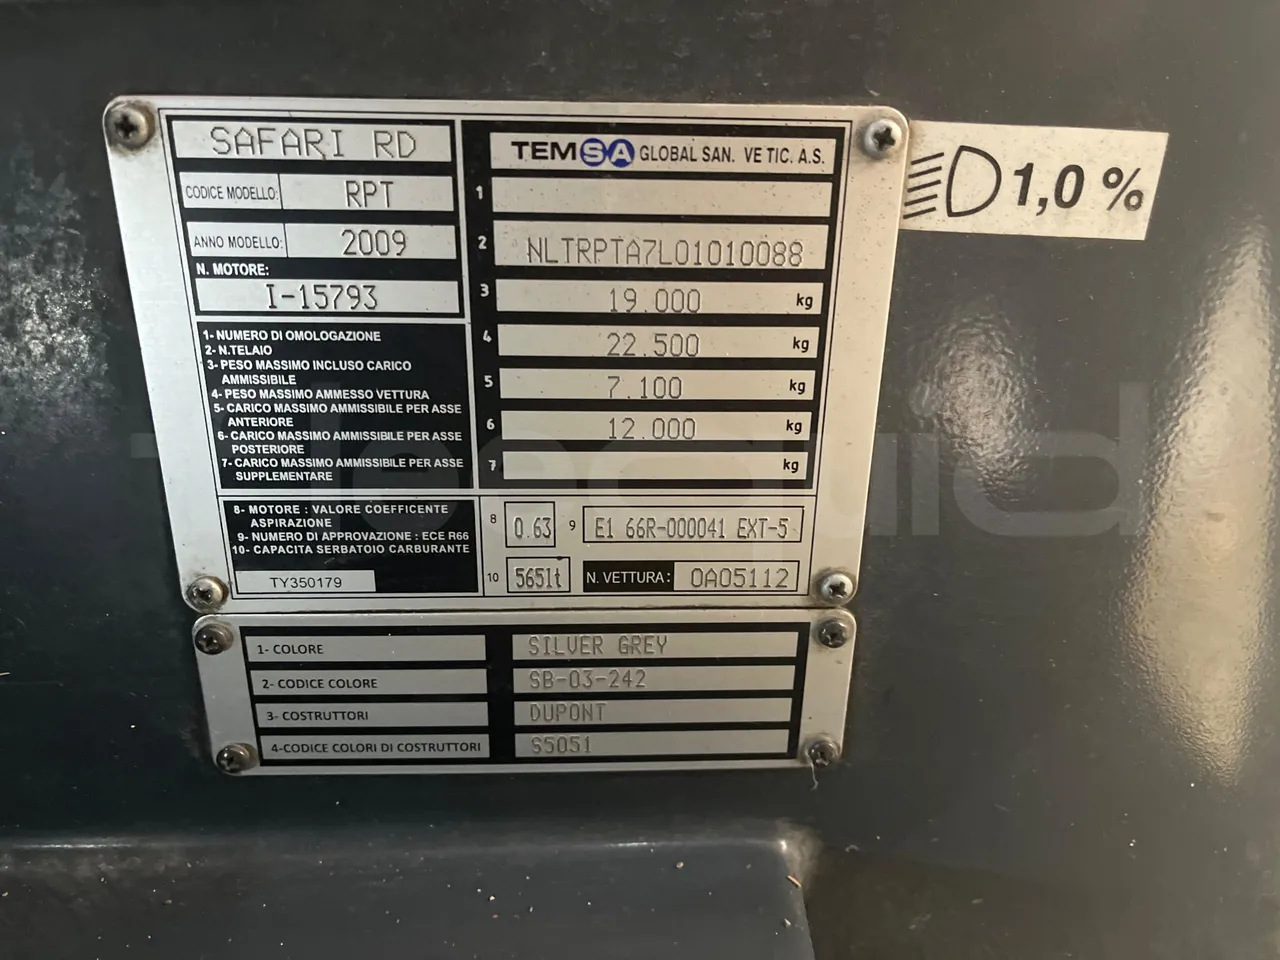 SAFARI RD
CODICE MODELLO: RPT
ANNO MODELLO: 2009
N. MOTORE:
I-15793
1- NUMERO DI OMOLOGAZIONE
2- N.TELAIO
3- PESO MASSIMO INCLUSO CARICO
AMMISSIBILE
4- PESO MASSIMO AMMESSO VETTURA
5- CARICO MASSIMO AMMISSIBILE PER ASSE
ANTERIORE
6- CARICO MASSIMO AMMISSIBILE PER ASSE
POSTERIORE
7- CARICO MASSIMO AMMISSIBILE PER ASSE
SUPPLEMENTARE
TEMSA GLOBAL SAN. VE TIC. A.S.
1
2 NLTRPTA7L01010088
3 19.000 kg
4 22.500 kg
5 7.100 kg
6 12.000 kg
7 kg
8- MOTORE : VALORE COEFFICENTE
ASPIRAZIONE
9- NUMERO DI APPROVAZIONE : ECE R66
10- CAPACITA SERBATOIO CARBURANTE
TY350179
8 0.63 9 E1 66R-000041 EXT-5
10 565lt N. VETTURA: 0A05112
1- COLORE SILVER GREY
2- CODICE COLORE SB-03-242
3- COSTRUTTORI DUPONT
4-CODICE COLORI DI COSTRUTTORI S5051
1,0 %